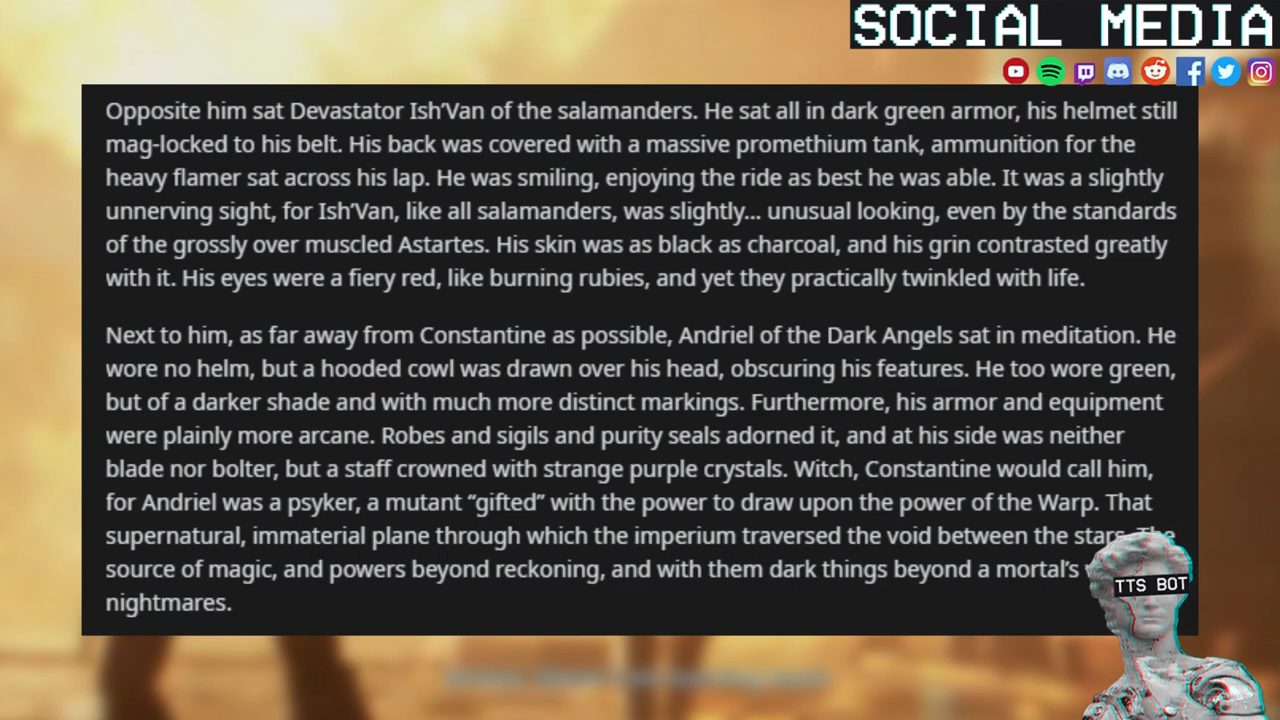 SOCIAL MEDIA
Opposite him sat Devastator Ish’Van of the salamanders. He sat all in dark green armor, his helmet still
mag-locked to his belt. His back was covered with a massive promethium tank, ammunition for the
heavy flamer sat across his lap. He was smiling, enjoying the ride as best he was able. It was a slightly
unnerving sight, for Ish’Van, like all salamanders, was slightly... unusual looking, even by the standards
of the grossly over muscled Astartes. His skin was as black as charcoal, and his grin contrasted greatly
with it. His eyes were a fiery red, like burning rubies, and yet they practically twinkled with life.
Next to him, as far away from Constantine as possible, Andriel of the Dark Angels sat in meditation. He
wore no helm, but a hooded cowl was drawn over his head, obscuring his features. He too wore green,
but of a darker shade and with much more distinct markings. Furthermore, his armor and equipment
were plainly more arcane. Robes and sigils and purity seals adorned it, and at his side was neither
blade nor bolter, but a staff crowned with strange purple crystals. Witch, Constantine would call him,
for Andriel was a psyker, a mutant “gifted” with the power to draw upon the power of the Warp. That
supernatural, immaterial plane through which the imperium traversed the void between the stars. The
source of magic, and powers beyond reckoning, and with them dark things beyond a mortal’s
nightmares.
TTS BOT